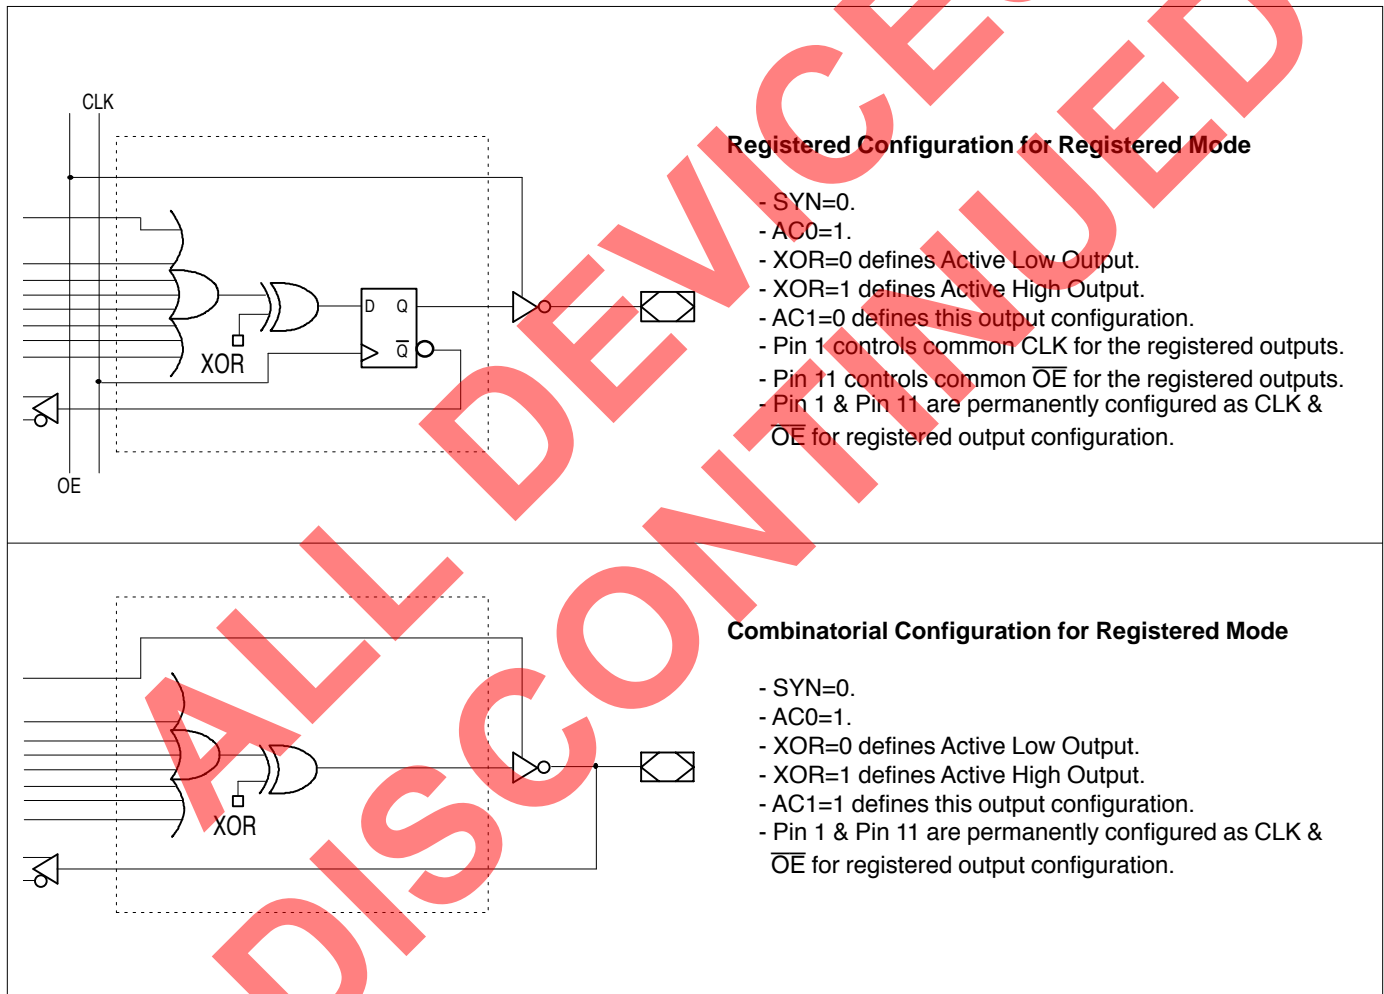 CLK
Registered Configuration for Registered Mode
- SYN=0.
- AC0=1.
- XOR=0 defines Active Low Output.
- XOR=1 defines Active High Output.
- AC1=0 defines this output configuration.
- Pin 1 controls common CLK for the registered outputs.
- Pin 11 controls common O̅E̅ for the registered outputs.
- Pin 1 & Pin 11 are permanently configured as CLK &
O̅E̅ for registered output configuration.
D Q
Q̅
XOR
OE
Combinatorial Configuration for Registered Mode
- SYN=0.
- AC0=1.
- XOR=0 defines Active Low Output.
- XOR=1 defines Active High Output.
- AC1=1 defines this output configuration.
- Pin 1 & Pin 11 are permanently configured as CLK &
O̅E̅ for registered output configuration.
XOR
ALL DEVICES
DISCONTINUED